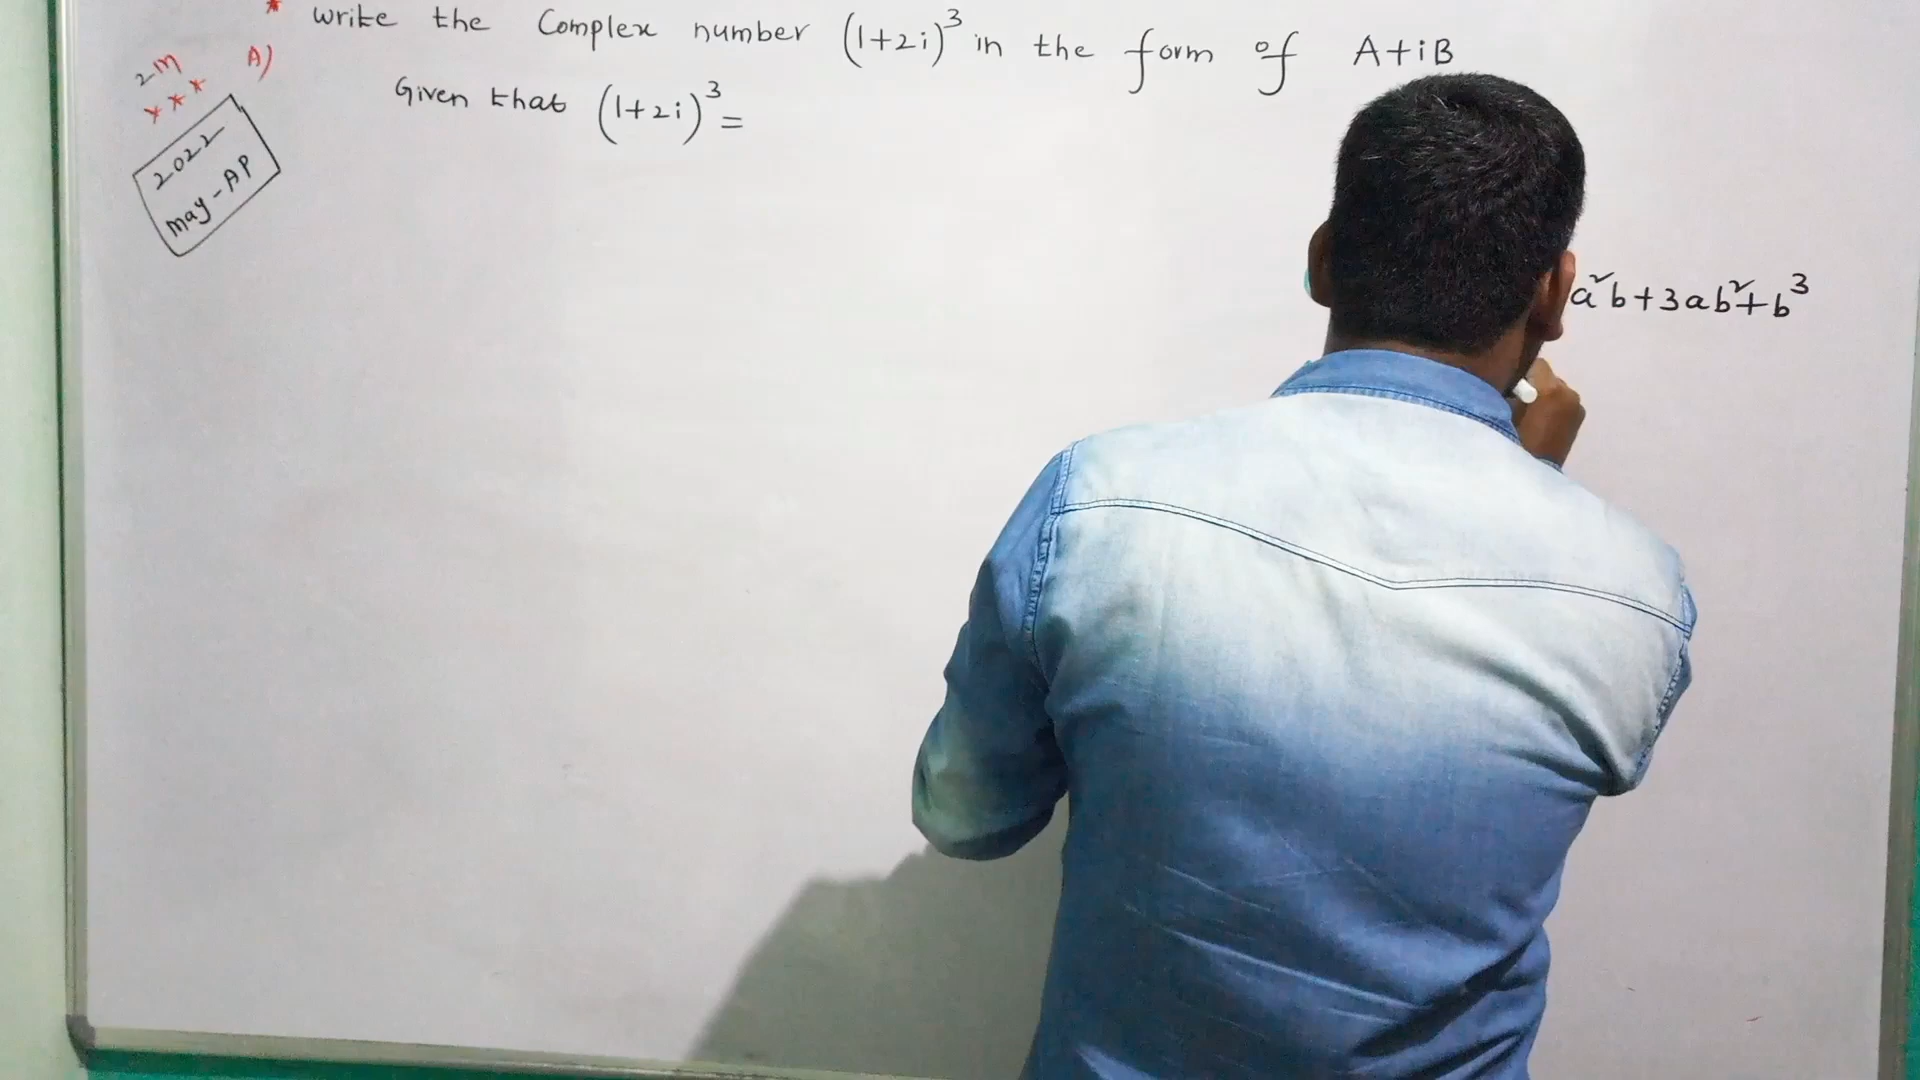 * write the Complex number (1+2i)³ in the form of A+iB
2M
A)
***
Given that (1+2i)³ =
2022
may-AP
a²b+3ab²+b³